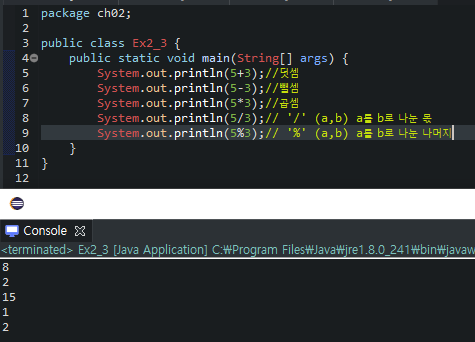 1 package ch02;
2
3 public class Ex2_3 {
4 public static void main(String[] args) {
5 System.out.println(5+3);//덧셈
6 System.out.println(5-3);//뺄셈
7 System.out.println(5*3);//곱셈
8 System.out.println(5/3);// '/' (a,b) a를 b로 나눈 몫
9 System.out.println(5%3);// '%' (a,b) a를 b로 나눈 나머지
10 }
11 }
12
Console
<terminated> Ex2_3 [Java Application] C:₩Program Files₩Java₩jre1.8.0_241₩bin₩javaw
8
2
15
1
2